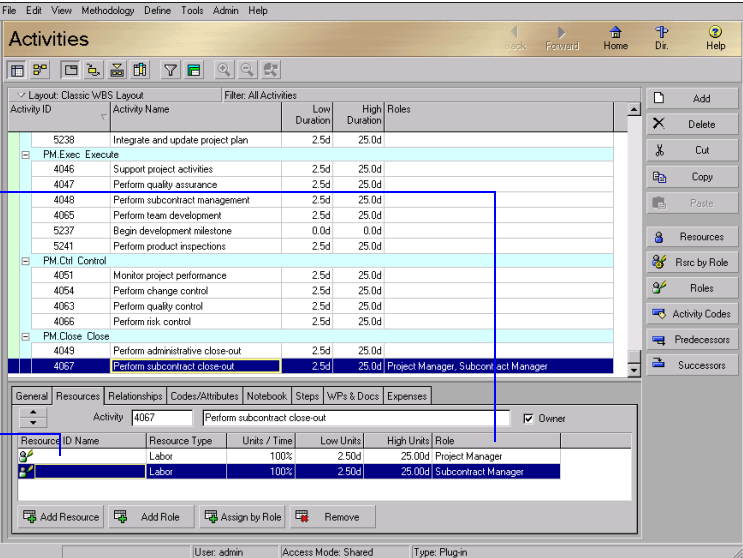 File Edit View Methodology Define Tools Admin Help
Activities
Back Forward Home Dir. Help
Layout: Classic WBS Layout Filter: All Activities
Activity ID Activity Name Low Duration High Duration Roles
5238 Integrate and update project plan 2.5d 25.0d
PM.Exec Execute
4046 Support project activities 2.5d 25.0d
4047 Perform quality assurance 2.5d 25.0d
4048 Perform subcontract management 2.5d 25.0d
4065 Perform team development 2.5d 25.0d
5237 Begin development milestone 0.0d 0.0d
5241 Perform product inspections 2.5d 25.0d
PM.Ctrl Control
4051 Monitor project performance 2.5d 25.0d
4054 Perform change control 2.5d 25.0d
4063 Perform quality control 2.5d 25.0d
4066 Perform risk control 2.5d 25.0d
PM.Close Close
4049 Perform administrative close-out 2.5d 25.0d
4067 Perform subcontract close-out 2.5d 25.0d Project Manager, Subcontract Manager
Add
Delete
Cut
Copy
Paste
Resources
Rsrc by Role
Roles
Activity Codes
Predecessors
Successors
General Resources Relationships Codes/Attributes Notebook Steps WPs & Docs Expenses
Activity 4067 Perform subcontract close-out Owner
Resource ID Name Resource Type Units / Time Low Units High Units Role
Labor 100% 2.50d 25.00d Project Manager
Labor 100% 2.50d 25.00d Subcontract Manager
Add Resource Add Role Assign by Role Remove
User: admin Access Mode: Shared Type: Plug-in